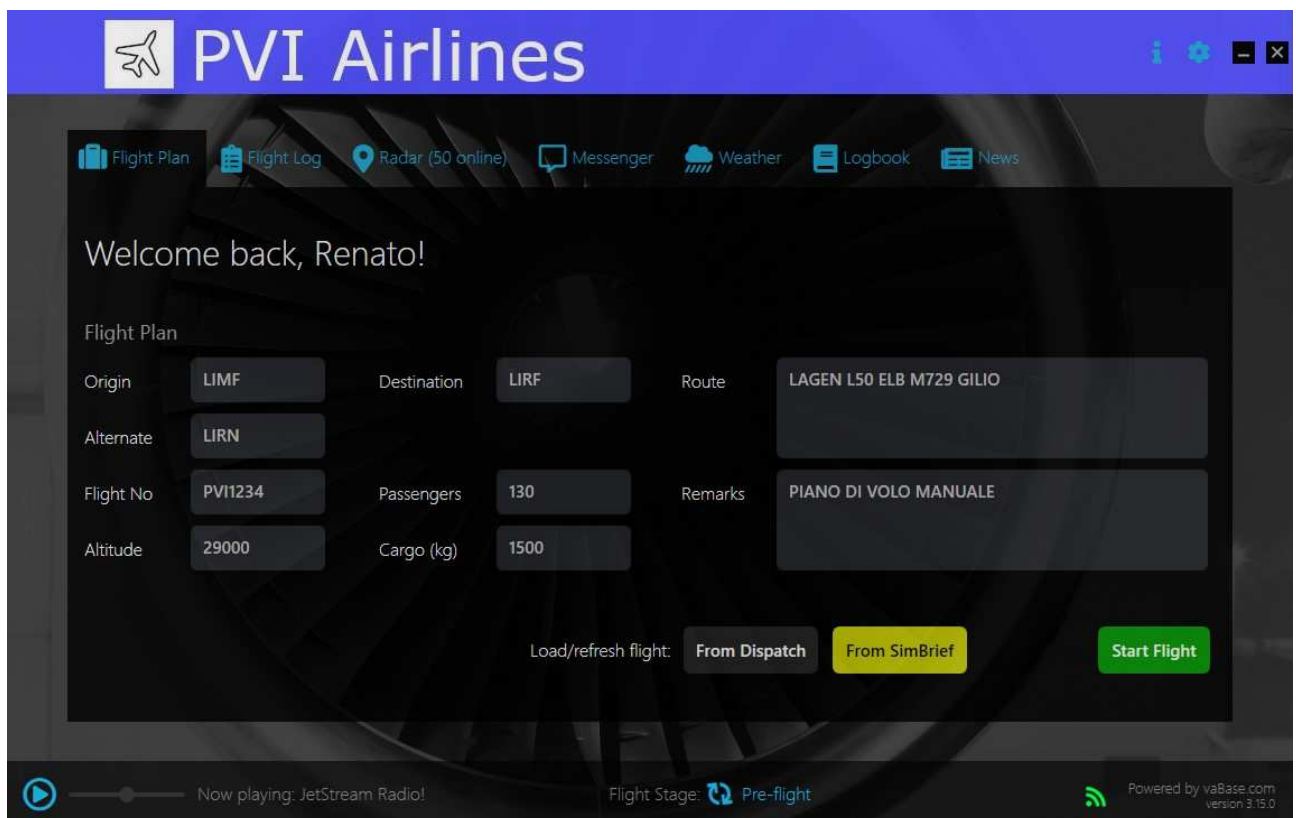 PVI Airlines
Flight Plan Flight Log Radar (50 online) Messenger Weather Logbook News
Welcome back, Renato!
Flight Plan
Origin LIMF Destination LIRF Route LAGEN L50 ELB M729 GILIO
Alternate LIRN
Flight No PVI1234 Passengers 130 Remarks PIANO DI VOLO MANUALE
Altitude 29000 Cargo (kg) 1500
Load/refresh flight: From Dispatch From SimBrief Start Flight
Now playing: JetStream Radio! Flight Stage: Pre-flight Powered by vaBase.com
version 3.15.0